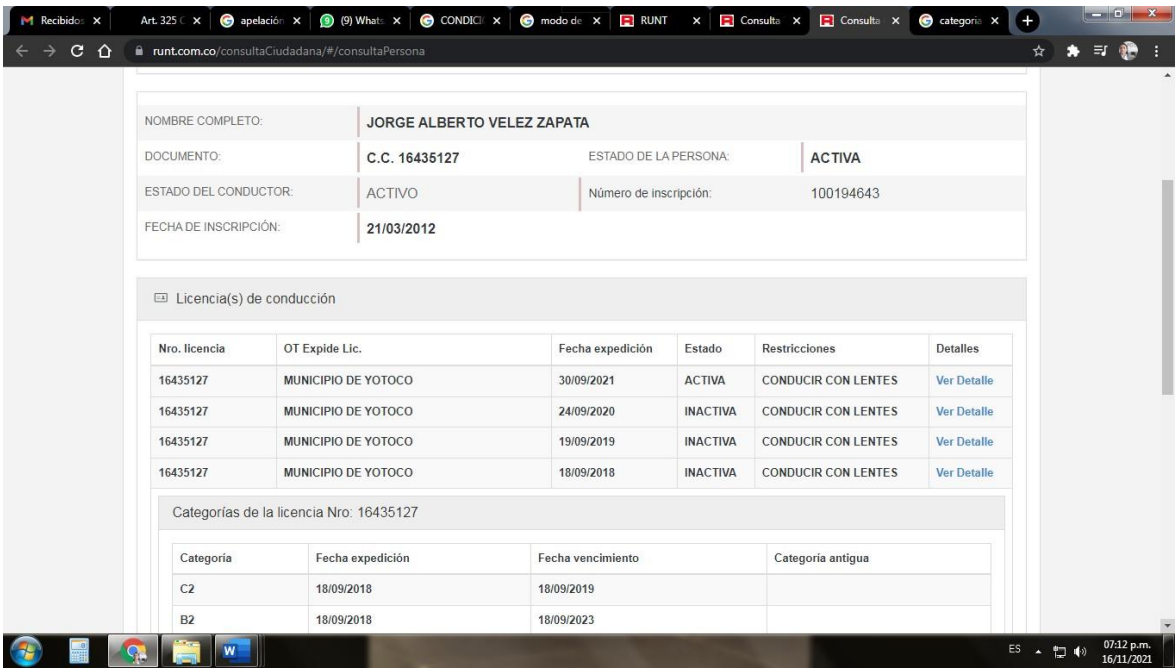 Recibidos
Art. 325 C
apelación
(9) Whats
CONDICI
modo de
RUNT
Consulta
Consulta
categoria
runt.com.co/consultaCiudadana/#/consultaPersona
NOMBRE COMPLETO: JORGE ALBERTO VELEZ ZAPATA
DOCUMENTO: C.C. 16435127 ESTADO DE LA PERSONA: ACTIVA
ESTADO DEL CONDUCTOR: ACTIVO Número de inscripción: 100194643
FECHA DE INSCRIPCIÓN: 21/03/2012
Licencia(s) de conducción
Nro. licencia OT Expide Lic. Fecha expedición Estado Restricciones Detalles
16435127 MUNICIPIO DE YOTOCO 30/09/2021 ACTIVA CONDUCIR CON LENTES Ver Detalle
16435127 MUNICIPIO DE YOTOCO 24/09/2020 INACTIVA CONDUCIR CON LENTES Ver Detalle
16435127 MUNICIPIO DE YOTOCO 19/09/2019 INACTIVA CONDUCIR CON LENTES Ver Detalle
16435127 MUNICIPIO DE YOTOCO 18/09/2018 INACTIVA CONDUCIR CON LENTES Ver Detalle
Categorías de la licencia Nro: 16435127
Categoría Fecha expedición Fecha vencimiento Categoría antigua
C2 18/09/2018 18/09/2019
B2 18/09/2018 18/09/2023
ES 07:12 p.m.
16/11/2021